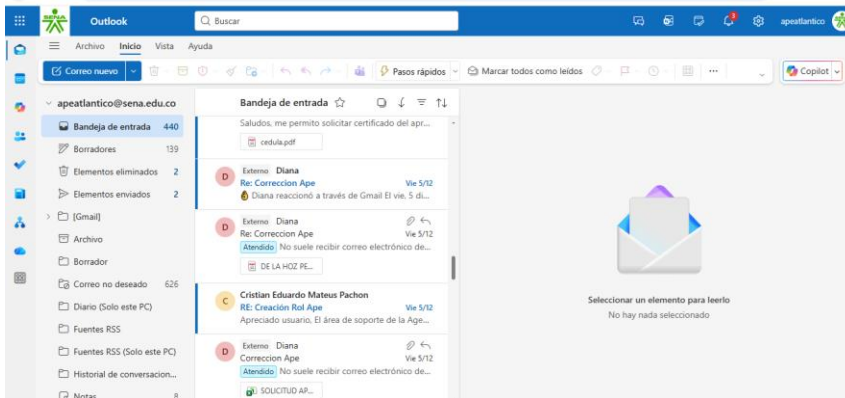 SENA
Outlook
Buscar
apeatlantico
Archivo Inicio Vista Ayuda
Correo nuevo
Pasos rápidos
Marcar todos como leídos
Copilot
apeatlantico@sena.edu.co
Bandeja de entrada 440
Borradores 139
Elementos eliminados 2
Elementos enviados 2
[Gmail]
Archivo
Borrador
Correo no deseado 626
Diario (Solo este PC)
Fuentes RSS
Fuentes RSS (Solo este PC)
Historial de conversacion...
Notas 8
Bandeja de entrada
Saludos, me permito solicitar certificado del apr...
cedula.pdf
D
Externo Diana
Re: Correccion Ape Vie 5/12
Diana reaccionó a través de Gmail El vie, 5 di...
D
Externo Diana
Re: Correccion Ape Vie 5/12
Atendido No suele recibir correo electrónico de...
DE LA HOZ PE...
C
Cristian Eduardo Mateus Pachon
RE: Creación Rol Ape Vie 5/12
Apreciado usuario, El área de soporte de la Age...
D
Externo Diana
Correccion Ape Vie 5/12
Atendido No suele recibir correo electrónico de...
SOLICITUD AP...
Seleccionar un elemento para leerlo
No hay nada seleccionado